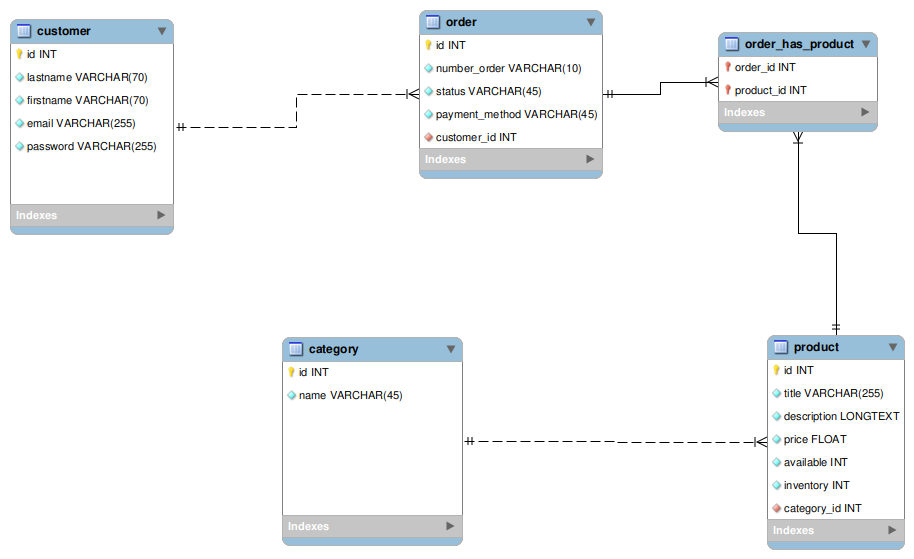 customer
id INT
lastname VARCHAR(70)
firstname VARCHAR(70)
email VARCHAR(255)
password VARCHAR(255)
Indexes
order
id INT
number_order VARCHAR(10)
status VARCHAR(45)
payment_method VARCHAR(45)
customer_id INT
Indexes
order_has_product
order_id INT
product_id INT
Indexes
category
id INT
name VARCHAR(45)
Indexes
product
id INT
title VARCHAR(255)
description LONGTEXT
price FLOAT
available INT
inventory INT
category_id INT
Indexes